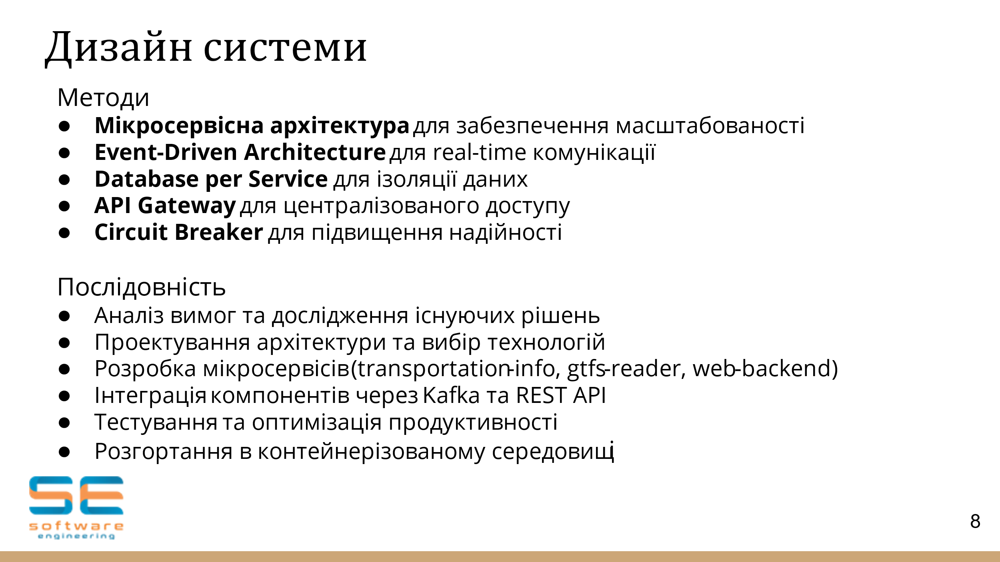 Дизайн системи
Методи
● Мікросервісна архітектура для забезпечення масштабованості
● Event-Driven Architecture для real-time комунікації
● Database per Service для ізоляції даних
● API Gateway для централізованого доступу
● Circuit Breaker для підвищення надійності
Послідовність
● Аналіз вимог та дослідження існуючих рішень
● Проектування архітектури та вибір технологій
● Розробка мікросервісів (transportation-info, gtfs-reader, web-backend)
● Інтеграція компонентів через Kafka та REST API
● Тестування та оптимізація продуктивності
● Розгортання в контейнерізованому середовищі
SE
software
engineering
8